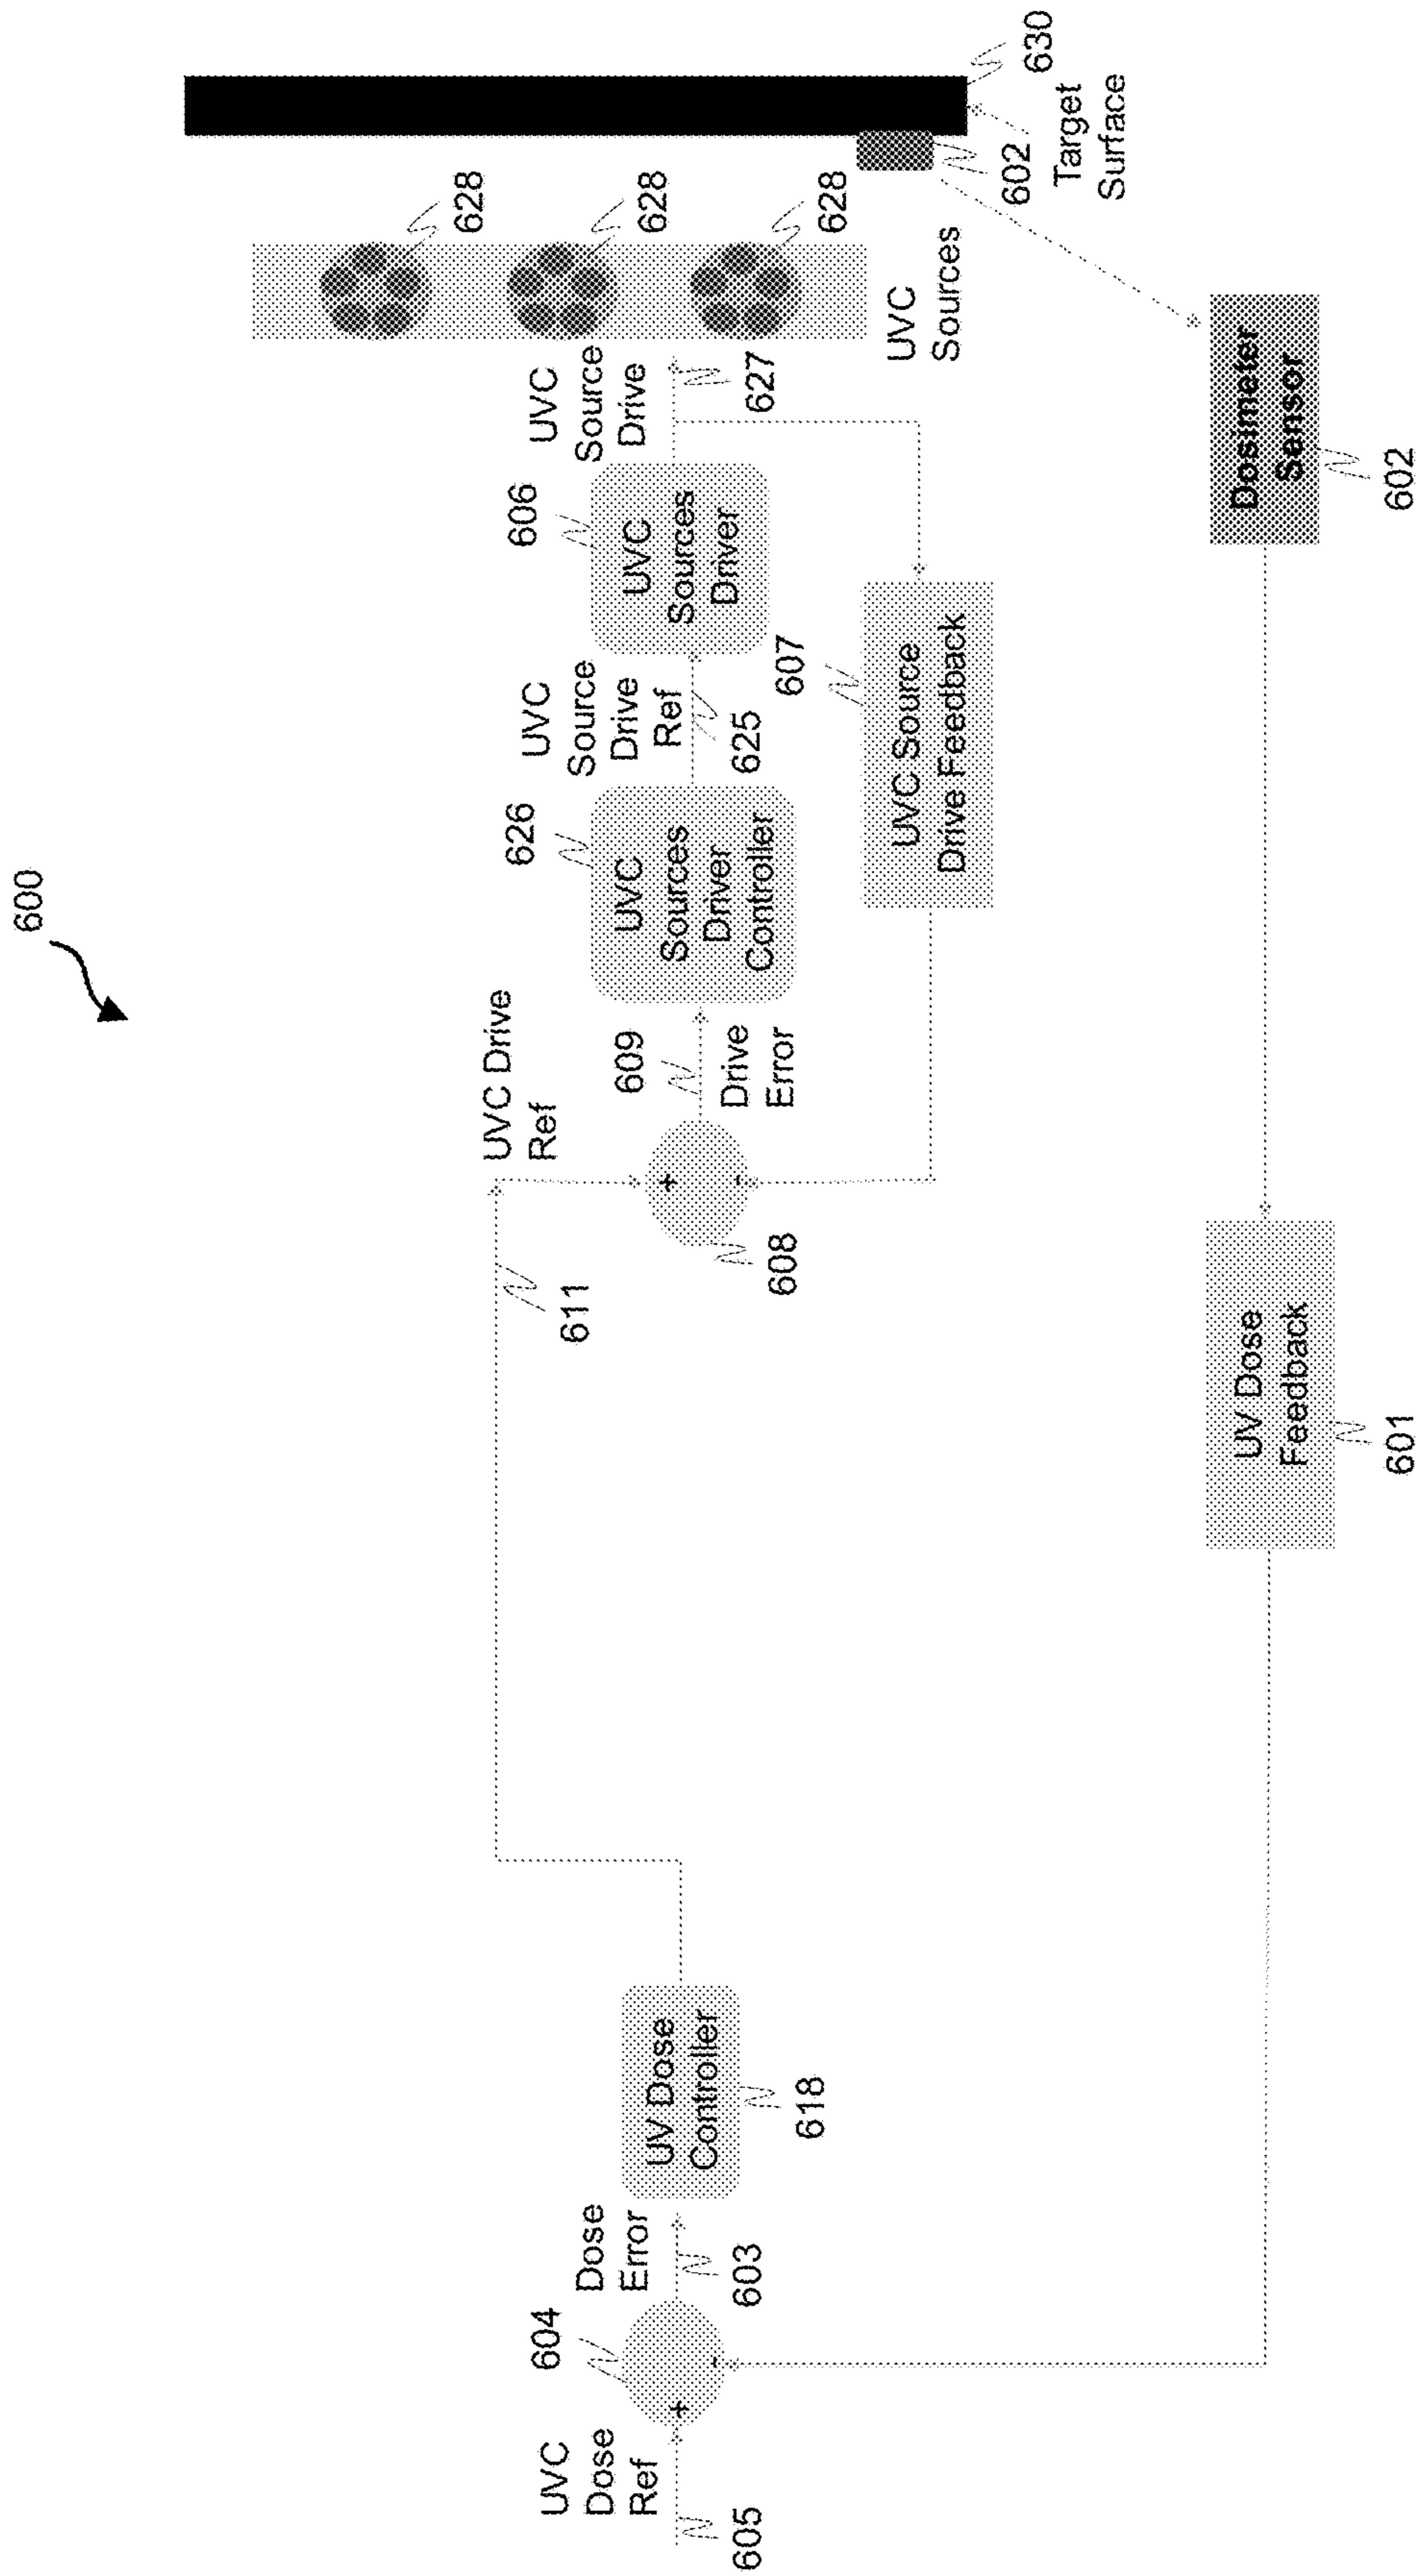 600
UVC
Dose
Ref
605
+
-
604
Dose
Error
603
UV Dose
Controller
618
611
UVC Drive
Ref
+
-
608
609
Drive
Error
626
UVC
Sources
Driver
Controller
UVC
Source
Drive
Ref
625
606
UVC
Sources
Driver
607
UVC Source
Drive Feedback
UVC
Source
Drive
627
628
628
628
UVC
Sources
602
Target
Surface
630
Dosimeter
Sensor
602
UV Dose
Feedback
601